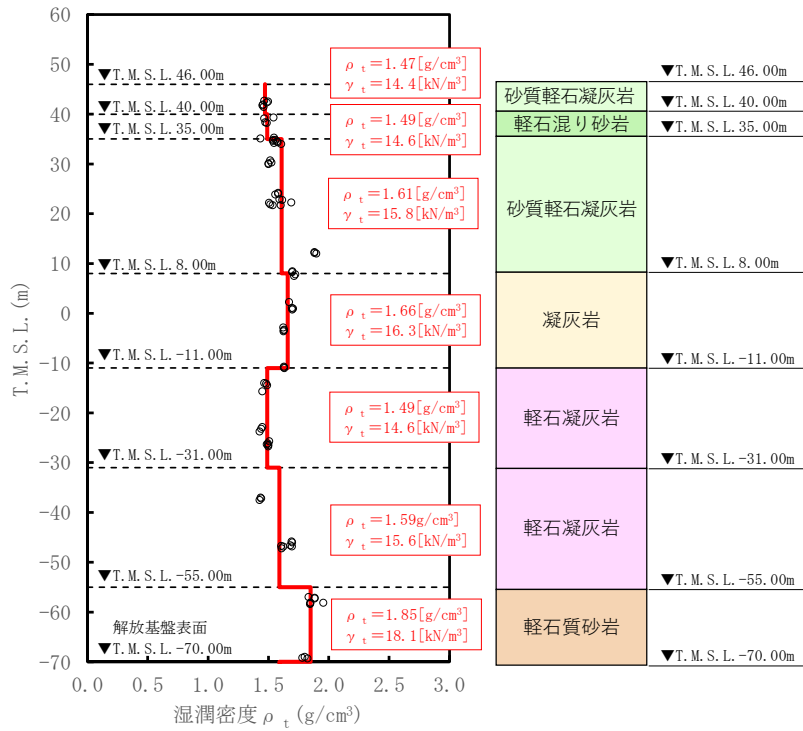 60
50
40
30
20
10
0
-10
-20
-30
-40
-50
-60
-70
T.M.S.L.(m)
0.0 0.5 1.0 1.5 2.0 2.5 3.0
湿潤密度ρt(g/cm³)
▼T.M.S.L.46.00m
▼T.M.S.L.40.00m
▼T.M.S.L.35.00m
▼T.M.S.L.8.00m
▼T.M.S.L.-11.00m
▼T.M.S.L.-31.00m
▼T.M.S.L.-55.00m
解放基盤表面
▼T.M.S.L.-70.00m
ρt=1.47[g/cm³]
γt=14.4[kN/m³]
ρt=1.49[g/cm³]
γt=14.6[kN/m³]
ρt=1.61[g/cm³]
γt=15.8[kN/m³]
ρt=1.66[g/cm³]
γt=16.3[kN/m³]
ρt=1.49[g/cm³]
γt=14.6[kN/m³]
ρt=1.59g/cm³]
γt=15.6[kN/m³]
ρt=1.85[g/cm³]
γt=18.1[kN/m³]
砂質軽石凝灰岩
軽石混り砂岩
砂質軽石凝灰岩
凝灰岩
軽石凝灰岩
軽石凝灰岩
軽石質砂岩
▼T.M.S.L.46.00m
▼T.M.S.L.40.00m
▼T.M.S.L.35.00m
▼T.M.S.L.8.00m
▼T.M.S.L.-11.00m
▼T.M.S.L.-31.00m
▼T.M.S.L.-55.00m
▼T.M.S.L.-70.00m